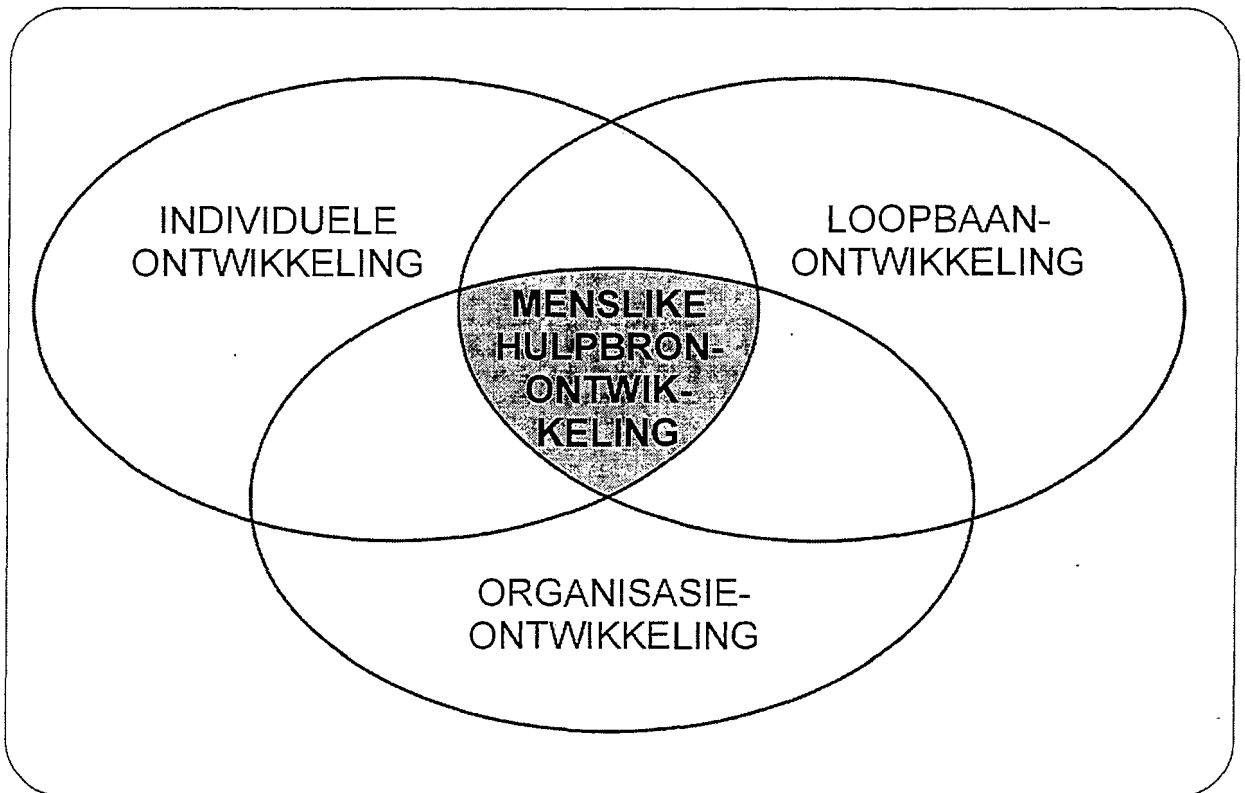 INDIVIDUELE
ONTWIKKELING
LOOPBAAN-
ONTWIKKELING
MENSLIKE
HULPBRON-
ONTWIK-
KELING
ORGANISASIE-
ONTWIKKELING